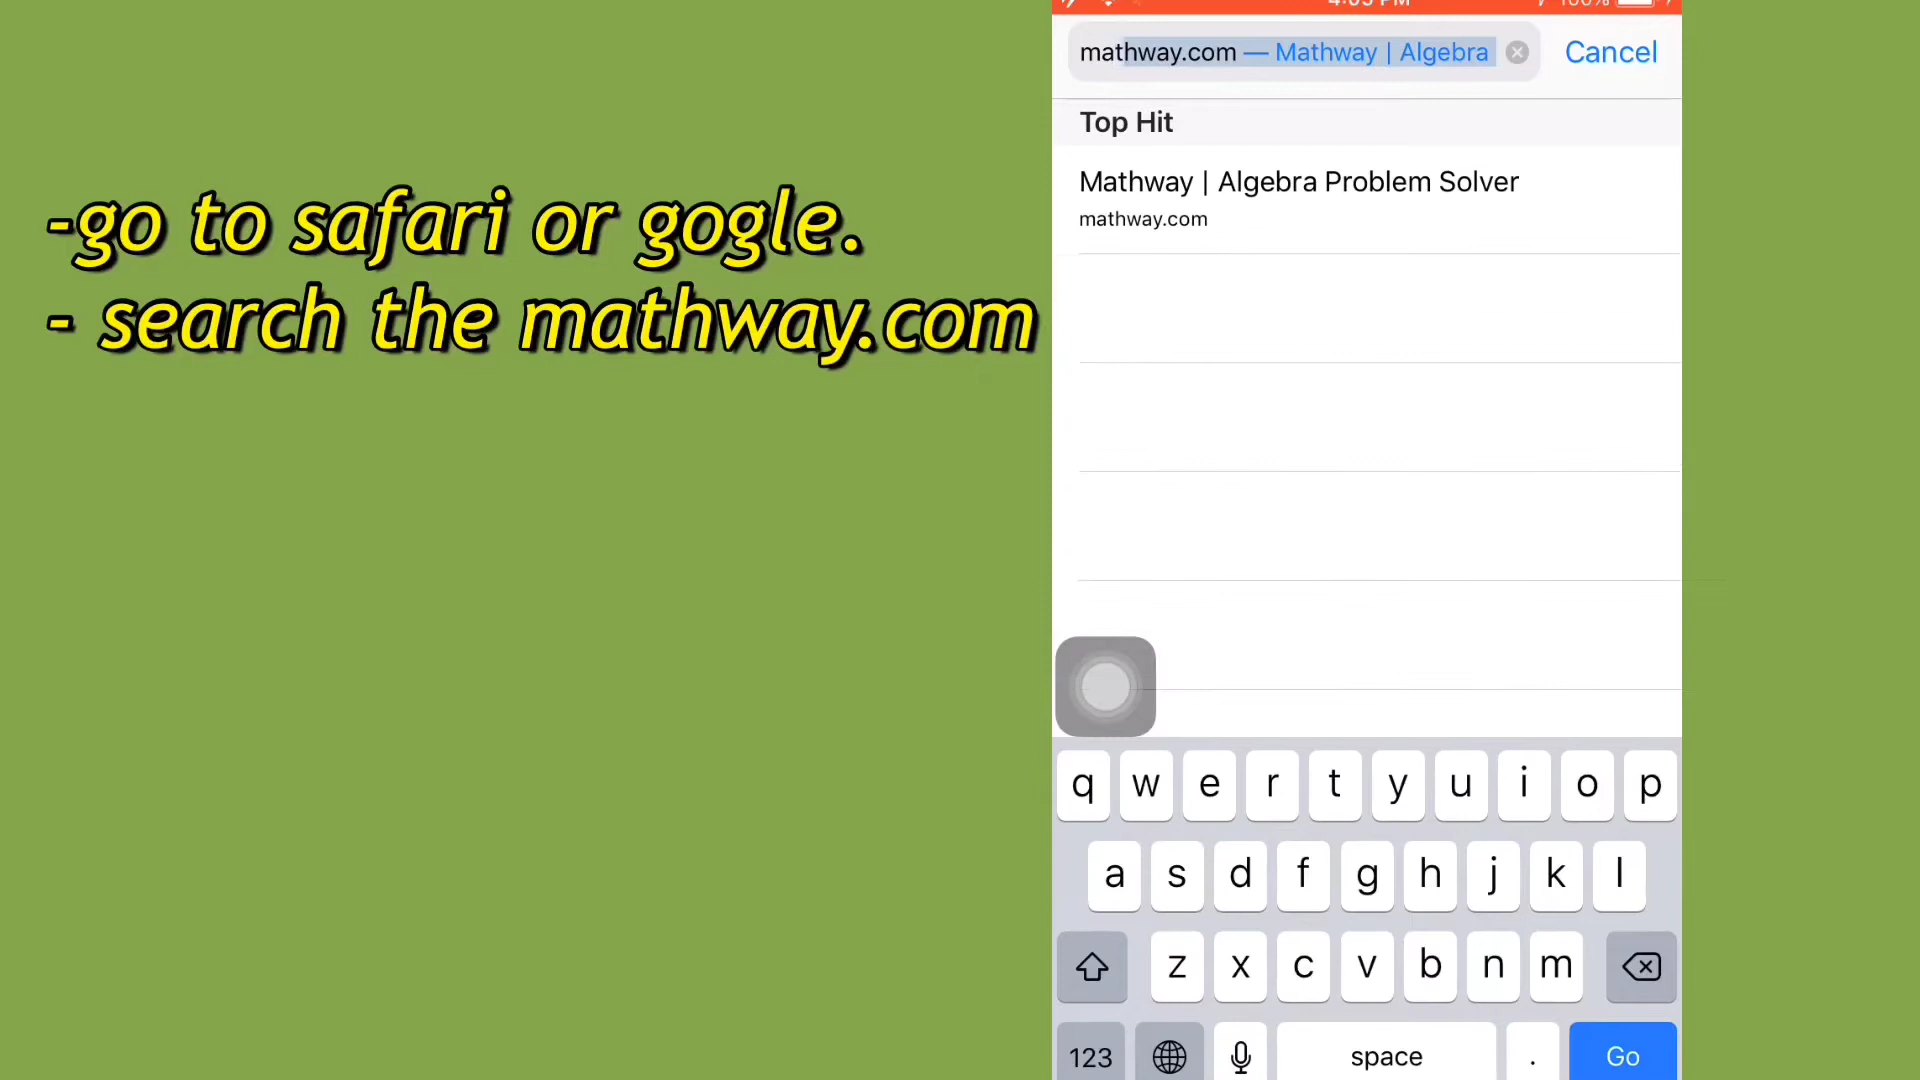 -go to safari or gogle.
- search the mathway.com
mathway.com — Mathway | Algebra
Cancel
Top Hit
Mathway | Algebra Problem Solver
mathway.com
q w e r t y u i o p
a s d f g h j k l
z x c v b n m
123 space . Go